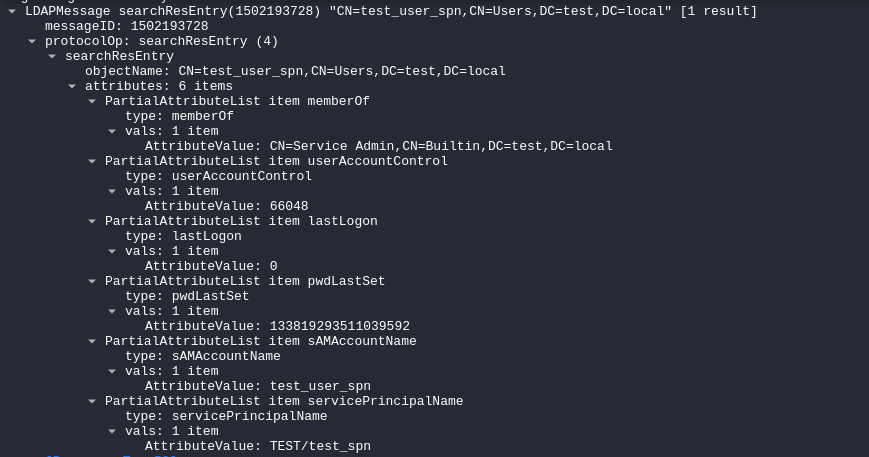 LDAPMessage searchResEntry(1502193728) "CN=test_user_spn,CN=Users,DC=test,DC=local" [1 result]
messageID: 1502193728
protocolOp: searchResEntry (4)
searchResEntry
objectName: CN=test_user_spn,CN=Users,DC=test,DC=local
attributes: 6 items
PartialAttributeList item memberOf
type: memberOf
vals: 1 item
AttributeValue: CN=Service Admin,CN=Builtin,DC=test,DC=local
PartialAttributeList item userAccountControl
type: userAccountControl
vals: 1 item
AttributeValue: 66048
PartialAttributeList item lastLogon
type: lastLogon
vals: 1 item
AttributeValue: 0
PartialAttributeList item pwdLastSet
type: pwdLastSet
vals: 1 item
AttributeValue: 133819293511039592
PartialAttributeList item sAMAccountName
type: sAMAccountName
vals: 1 item
AttributeValue: test_user_spn
PartialAttributeList item servicePrincipalName
type: servicePrincipalName
vals: 1 item
AttributeValue: TEST/test_spn